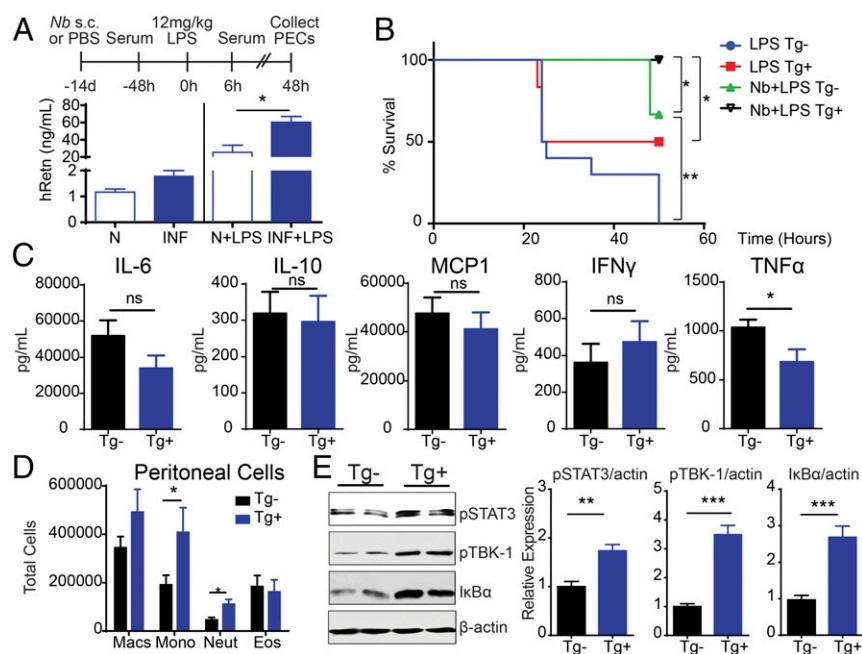 A
Nb s.c. 12mg/kg Collect
or PBS Serum LPS Serum PECs
-14d -48h 0h 6h 48h
hRetn (ng/mL)
60
40
20
2
1
0
*
N INF N+LPS INF+LPS
B
% Survival
100
50
0
0 20 40 60 Time (Hours)
*
*
**
LPS Tg-
LPS Tg+
Nb+LPS Tg-
Nb+LPS Tg+
C
IL-6
pg/mL
80000
60000
40000
20000
0
ns
Tg- Tg+
IL-10
pg/mL
300
200
100
0
ns
Tg- Tg+
MCP1
pg/mL
60000
40000
20000
0
ns
Tg- Tg+
IFNγ
pg/mL
800
600
400
200
0
ns
Tg- Tg+
TNFα
pg/mL
1500
1000
500
0
*
Tg- Tg+
D
Peritoneal Cells
Total Cells
600000
400000
200000
0
Tg-
Tg+
*
*
Macs Mono Neut Eos
E
Tg- Tg+
pSTAT3
pTBK-1
IκBα
β-actin
Relative Expression
pSTAT3/actin
2
1
0
**
Tg- Tg+
pTBK-1/actin
5
4
3
2
1
0
***
Tg- Tg+
IκBα/actin
4
3
2
1
0
***
Tg- Tg+